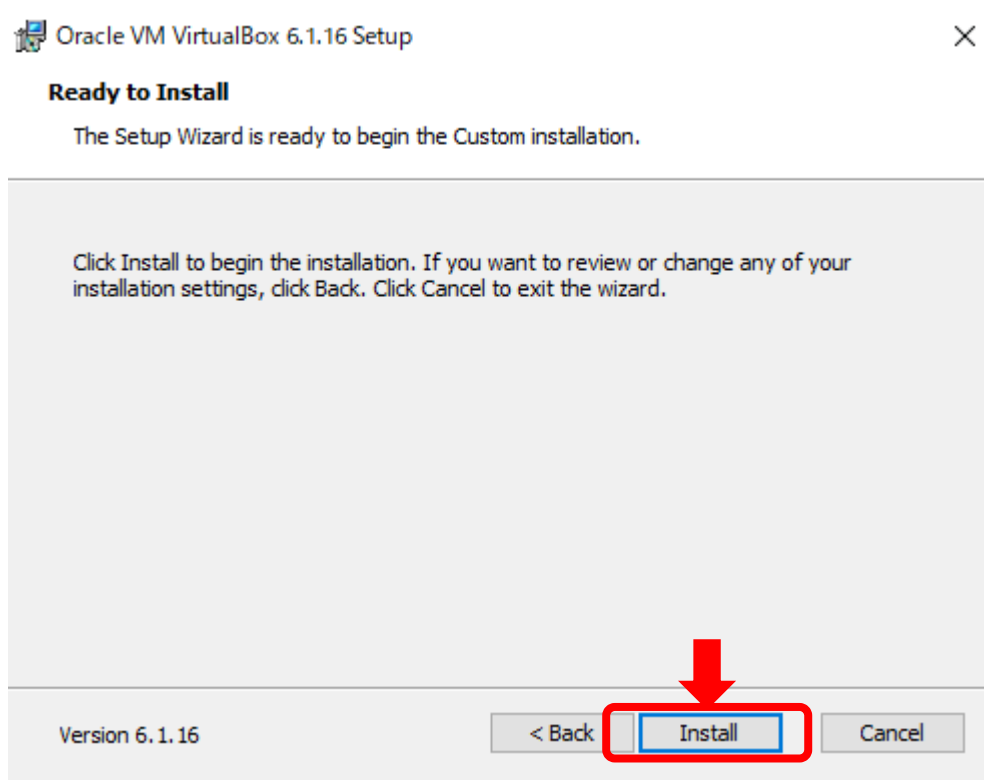 Oracle VM VirtualBox 6.1.16 Setup
Ready to Install
The Setup Wizard is ready to begin the Custom installation.
Click Install to begin the installation. If you want to review or change any of your
installation settings, click Back. Click Cancel to exit the wizard.
Version 6.1.16
< Back
Install
Cancel